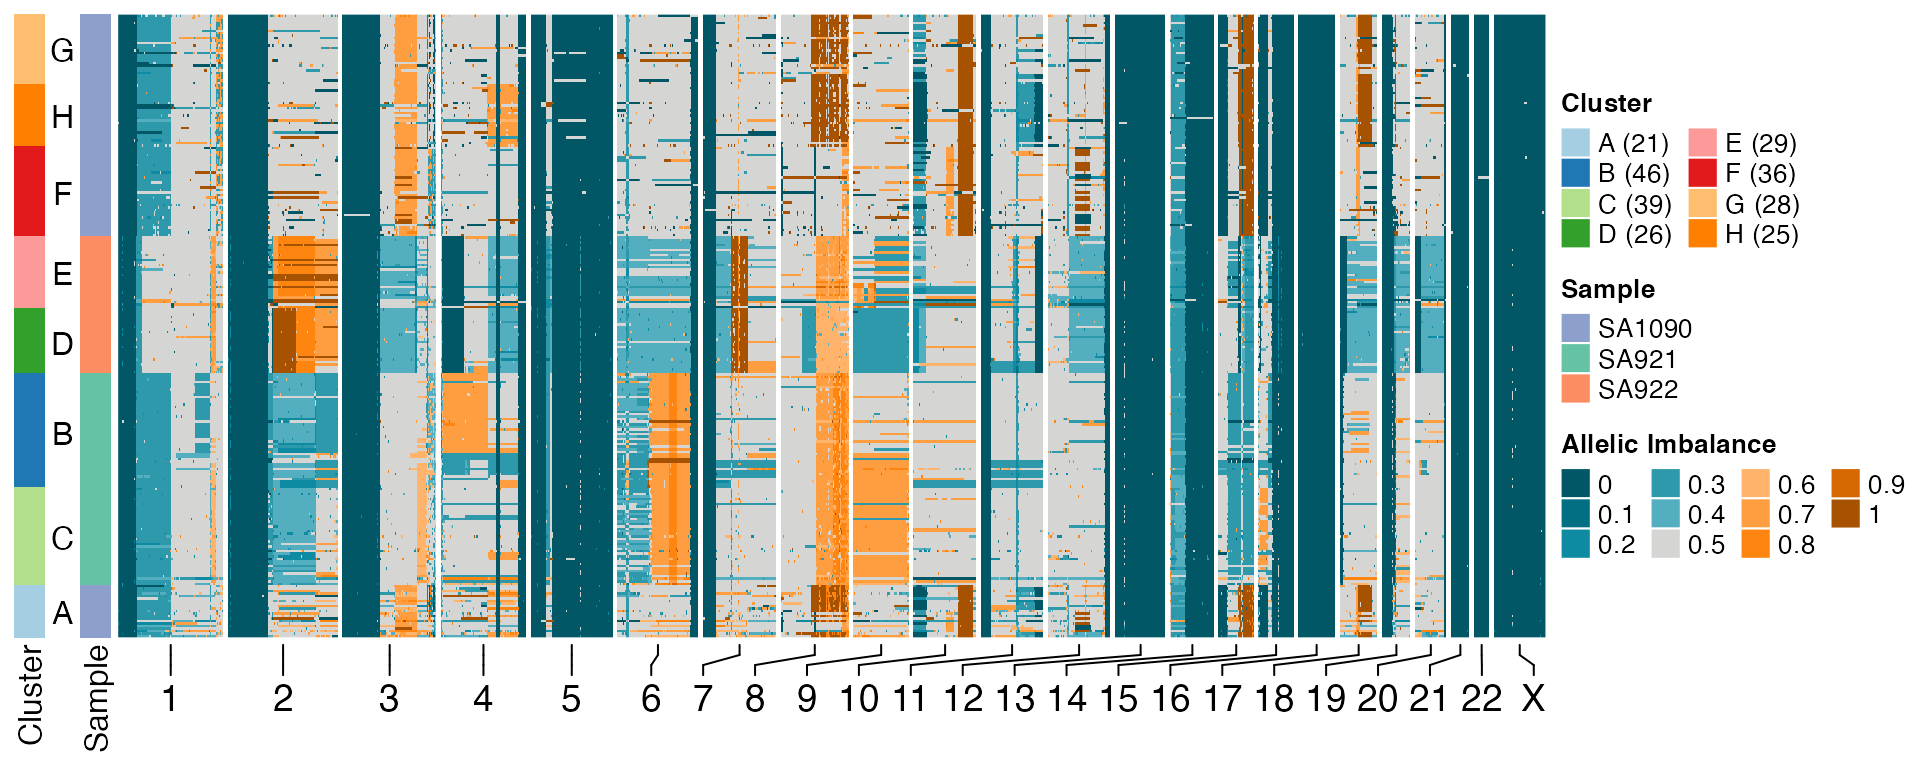 G
H
F
E
D
B
C
A
Cluster
Sample
1
2
3
4
5
6
7
8
9
10
11
12
13
14
15
16
17
18
19
20
21
22
X
Cluster
A (21)
E (29)
B (46)
F (36)
C (39)
G (28)
D (26)
H (25)
Sample
SA1090
SA921
SA922
Allelic Imbalance
0
0.3
0.6
0.9
0.1
0.4
0.7
1
0.2
0.5
0.8